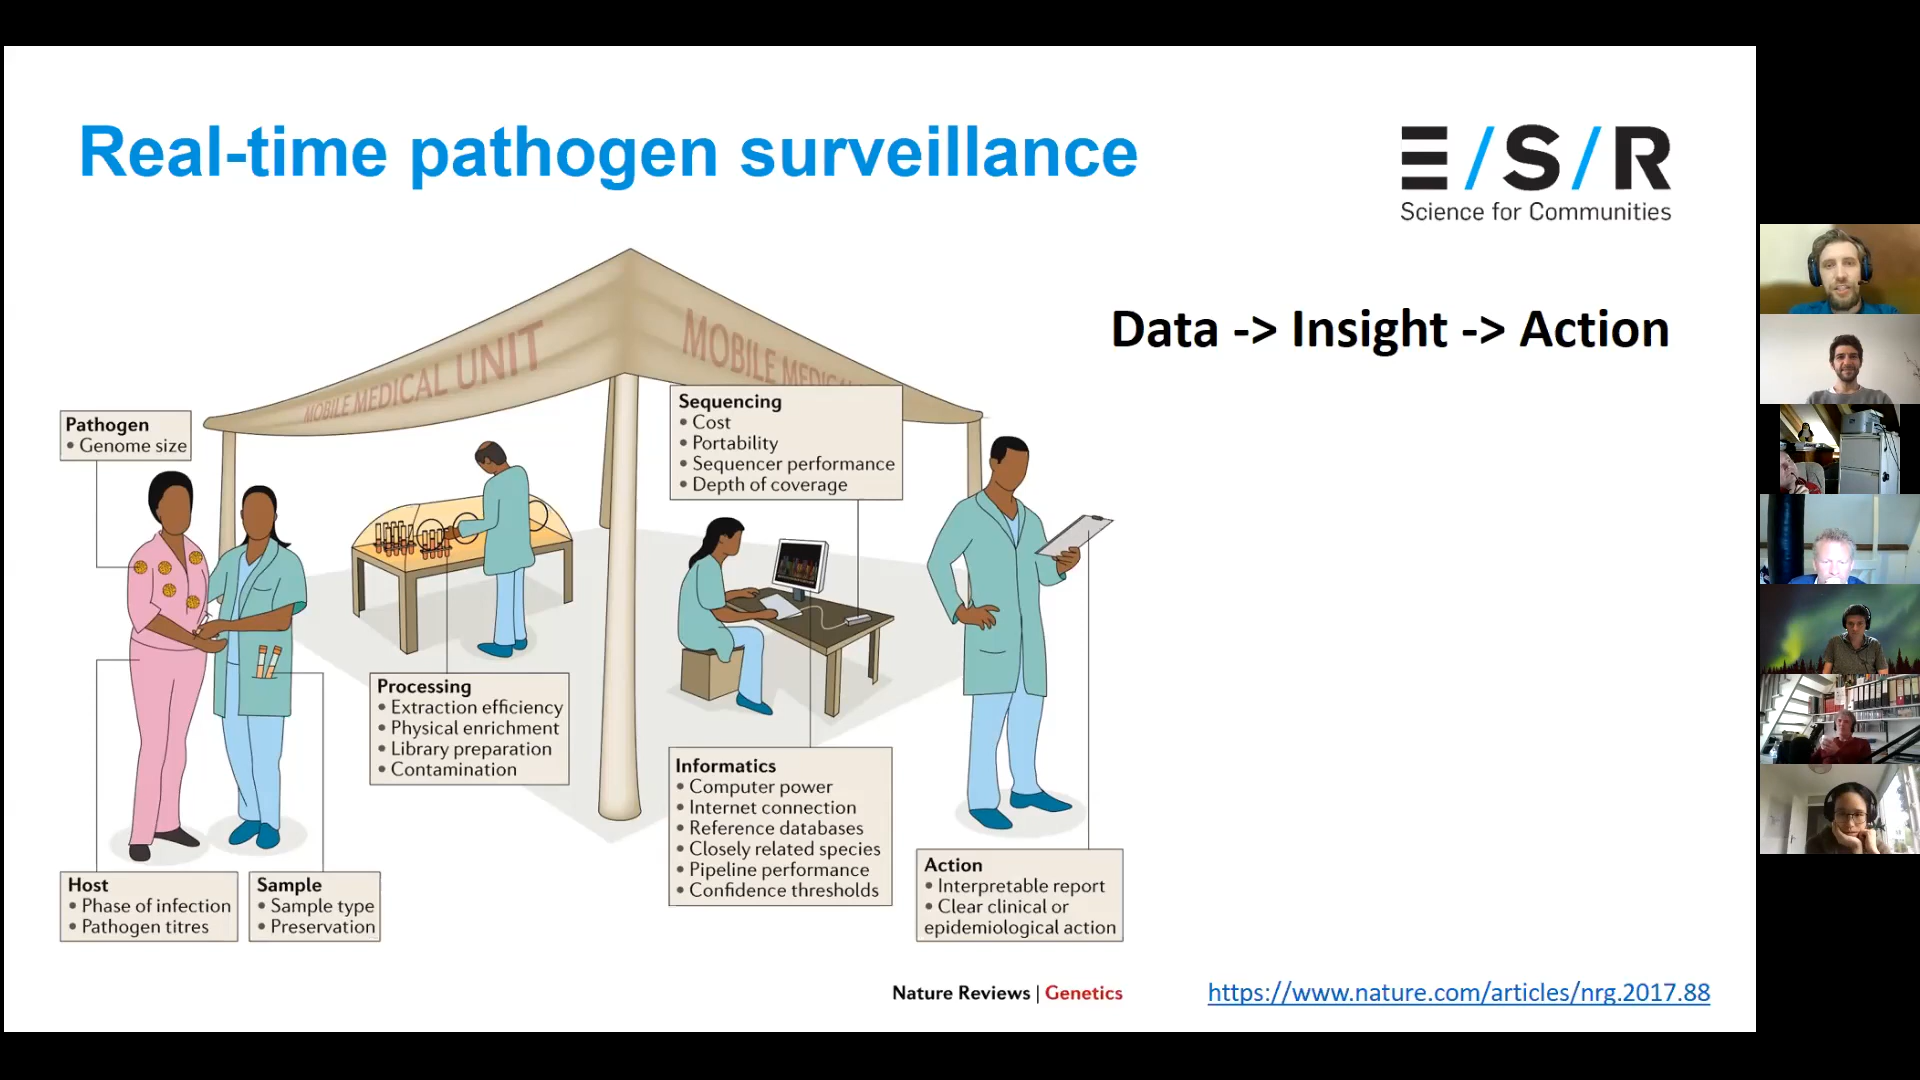 Real-time pathogen surveillance
E/S/R
Science for Communities
Data -> Insight -> Action
MOBILE MEDICAL UNIT
MOBILE MEDICAL
Pathogen
• Genome size
Sequencing
• Cost
• Portability
• Sequencer performance
• Depth of coverage
Processing
• Extraction efficiency
• Physical enrichment
• Library preparation
• Contamination
Informatics
• Computer power
• Internet connection
• Reference databases
• Closely related species
• Pipeline performance
• Confidence thresholds
Host
• Phase of infection
• Pathogen titres
Sample
• Sample type
• Preservation
Action
• Interpretable report
• Clear clinical or
epidemiological action
Nature Reviews | Genetics
https://www.nature.com/articles/nrg.2017.88